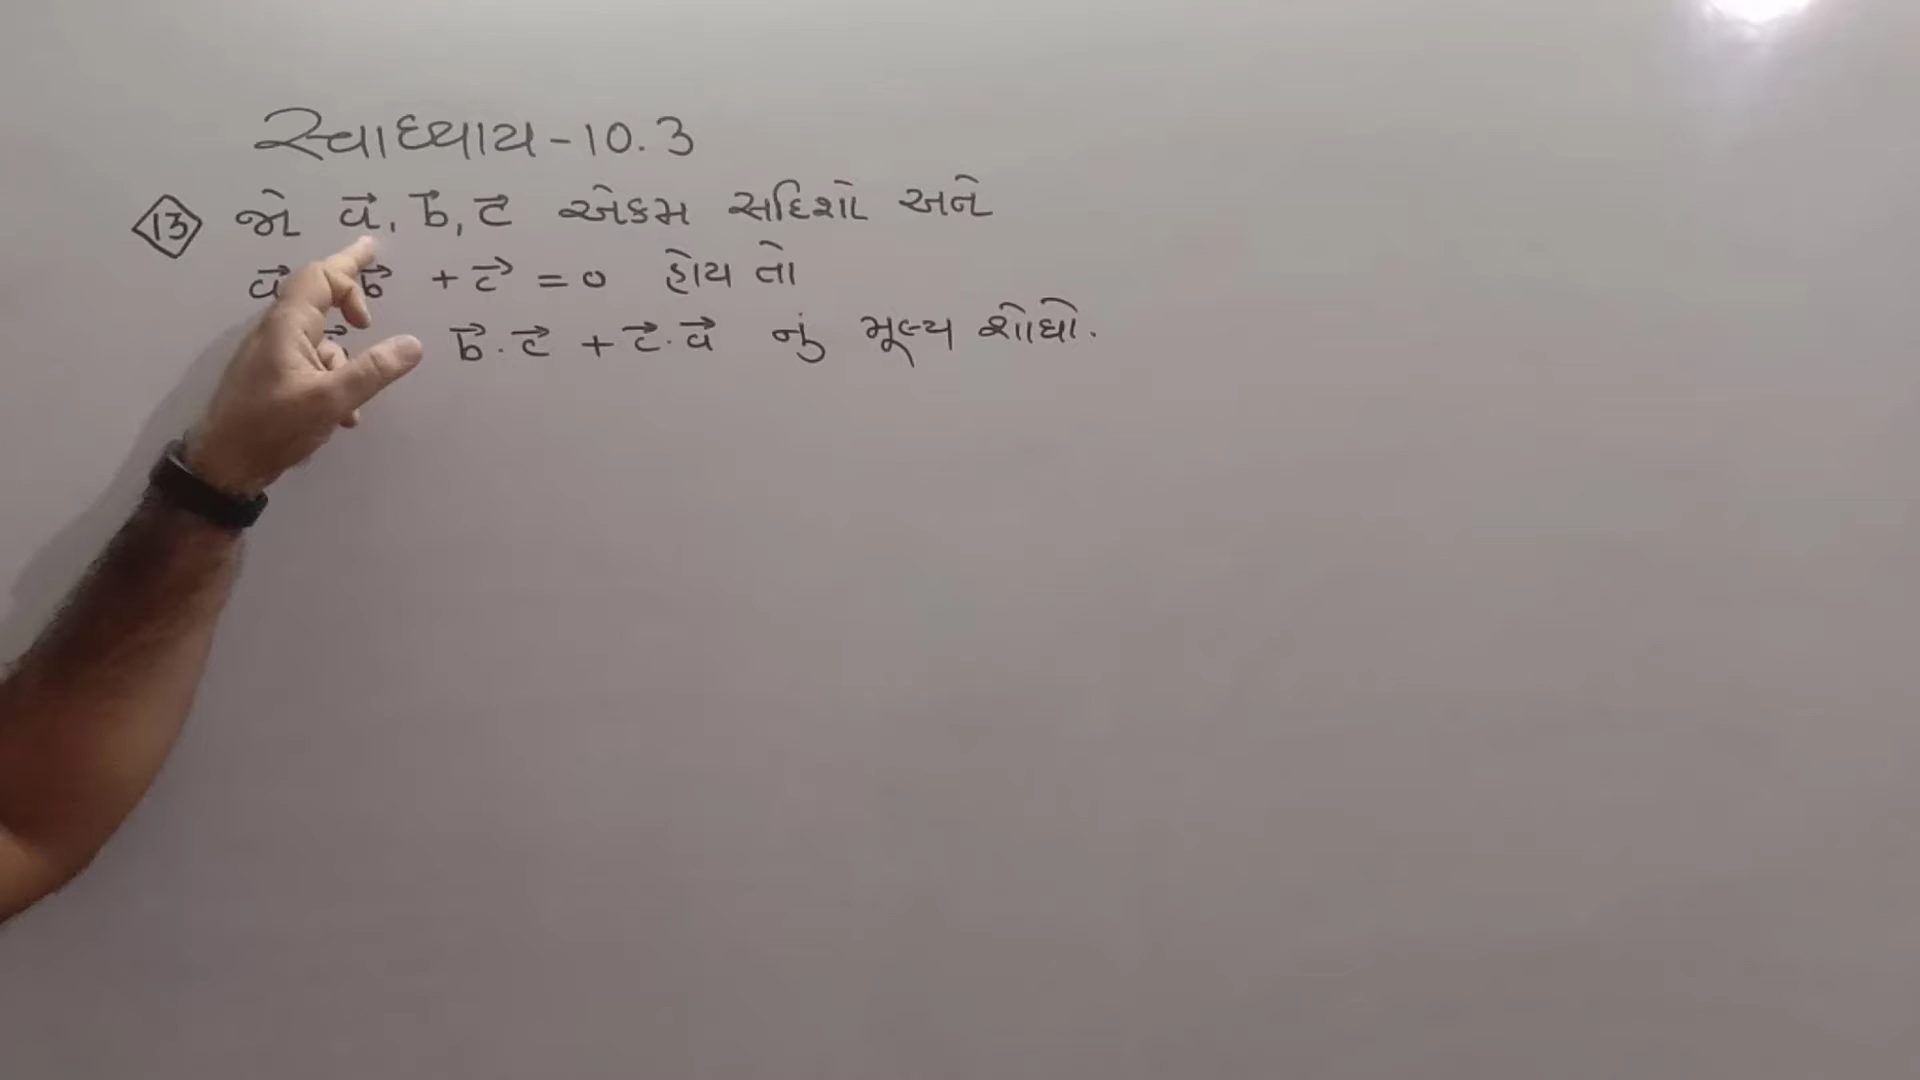 સ્વાધ્યાય-10.3
13 જો a⃗, b⃗, c⃗ એકમ સદિશો અને
a⃗ b⃗ + c⃗ = 0 હોય તો
b⃗ . c⃗ + c⃗ . a⃗ નું મૂલ્ય શોધો.